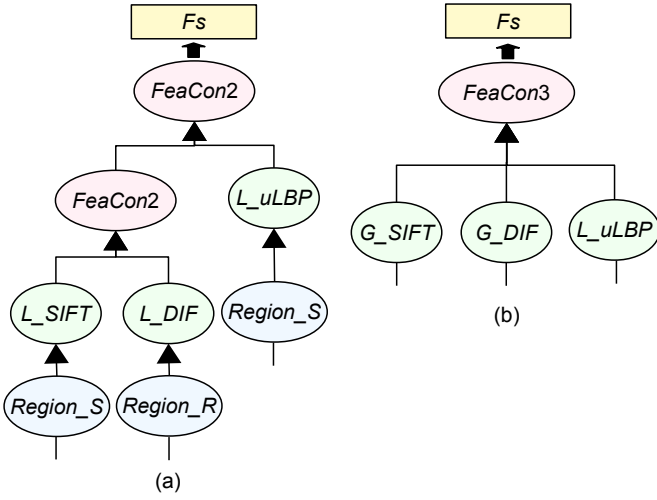 Fs
FeaCon2
FeaCon2
L_uLBP
L_SIFT
L_DIF
Region_S
Region_S
Region_R
(a)
Fs
FeaCon3
G_SIFT
G_DIF
L_uLBP
(b)